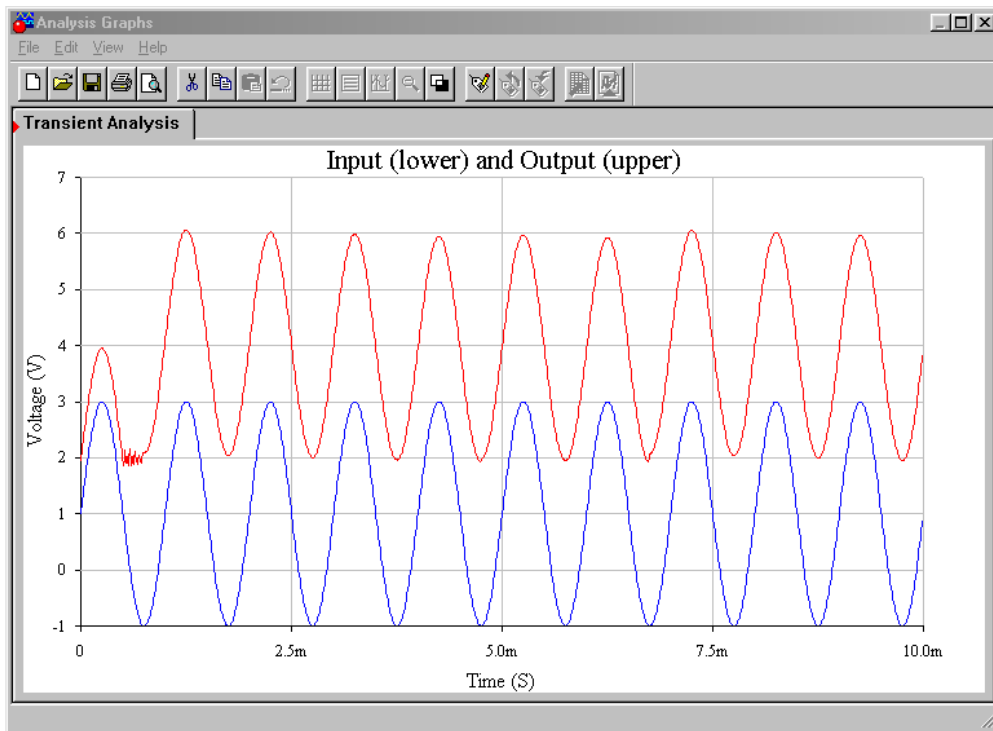 Analysis Graphs
File Edit View Help
Transient Analysis
Input (lower) and Output (upper)
7
6
5
4
3
2
1
0
-1
Voltage (V)
0 2.5m 5.0m 7.5m 10.0m
Time (S)